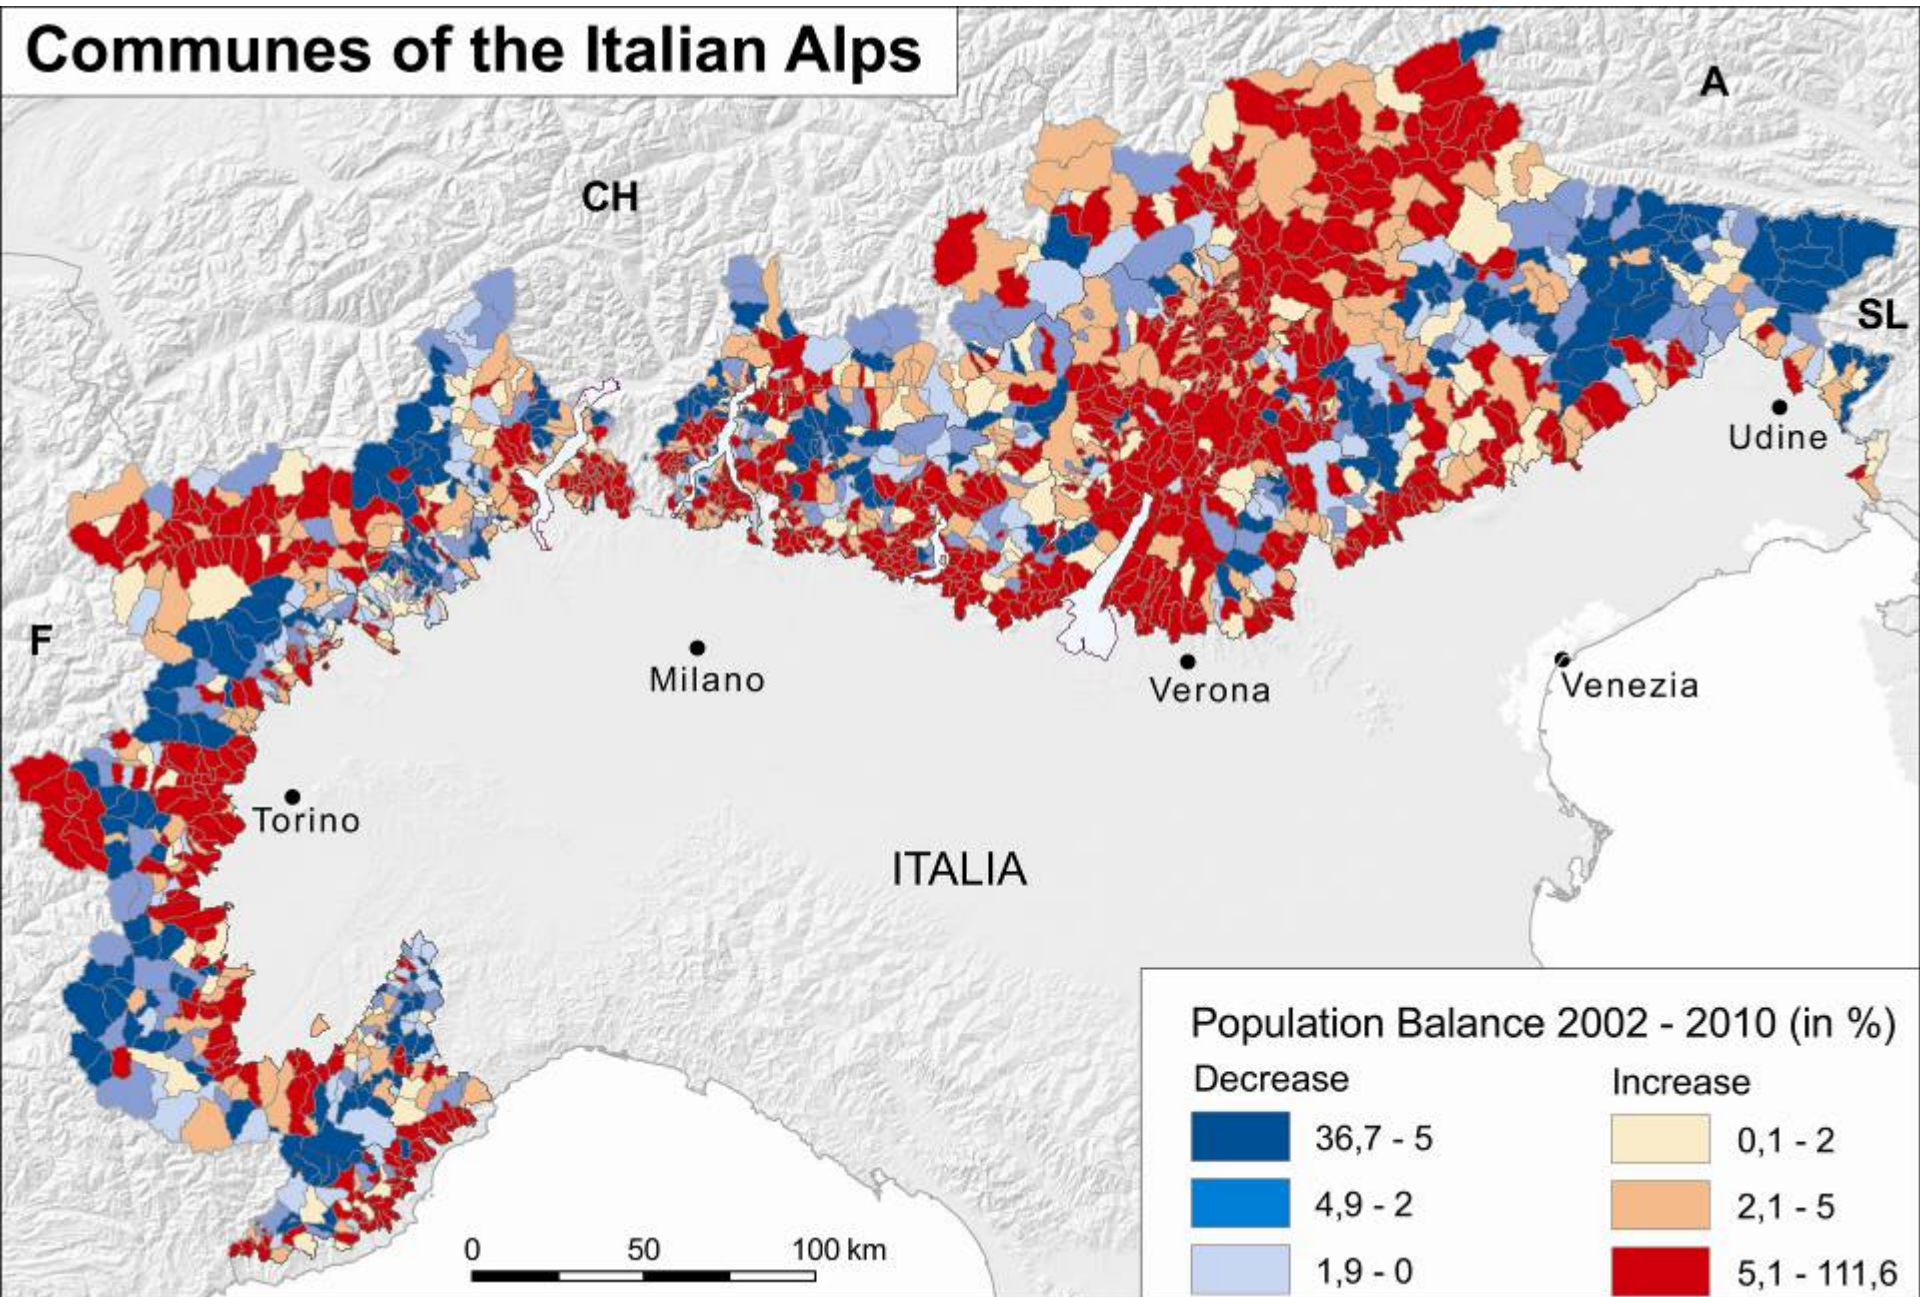 Communes of the Italian Alps
A
CH
SL
Udine
F
Milano
Verona
Venezia
Torino
ITALIA
Population Balance 2002 - 2010 (in %)
Decrease
Increase
36,7 - 5
0,1 - 2
4,9 - 2
2,1 - 5
1,9 - 0
5,1 - 111,6
0 50 100 km